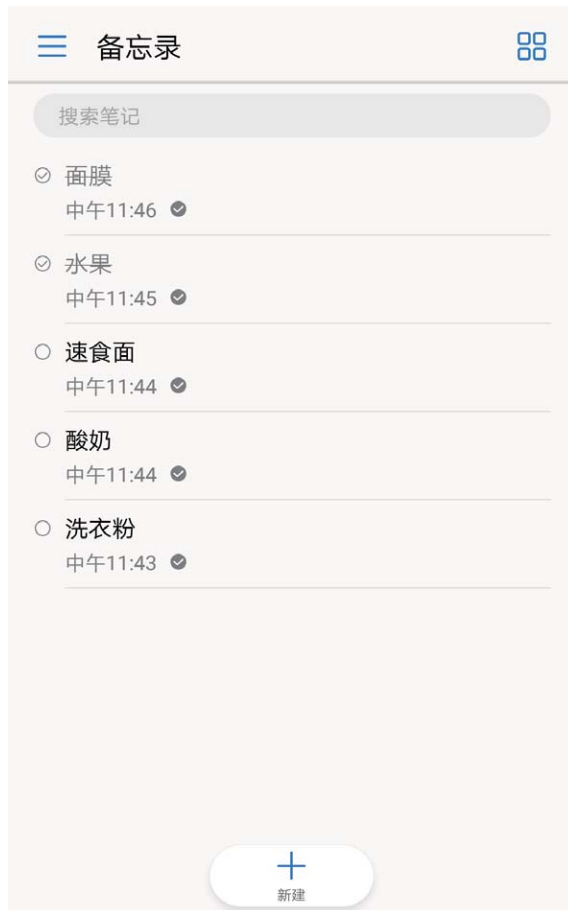 备忘录
搜索笔记
面膜
中午11:46
水果
中午11:45
速食面
中午11:44
酸奶
中午11:44
洗衣粉
中午11:43
新建